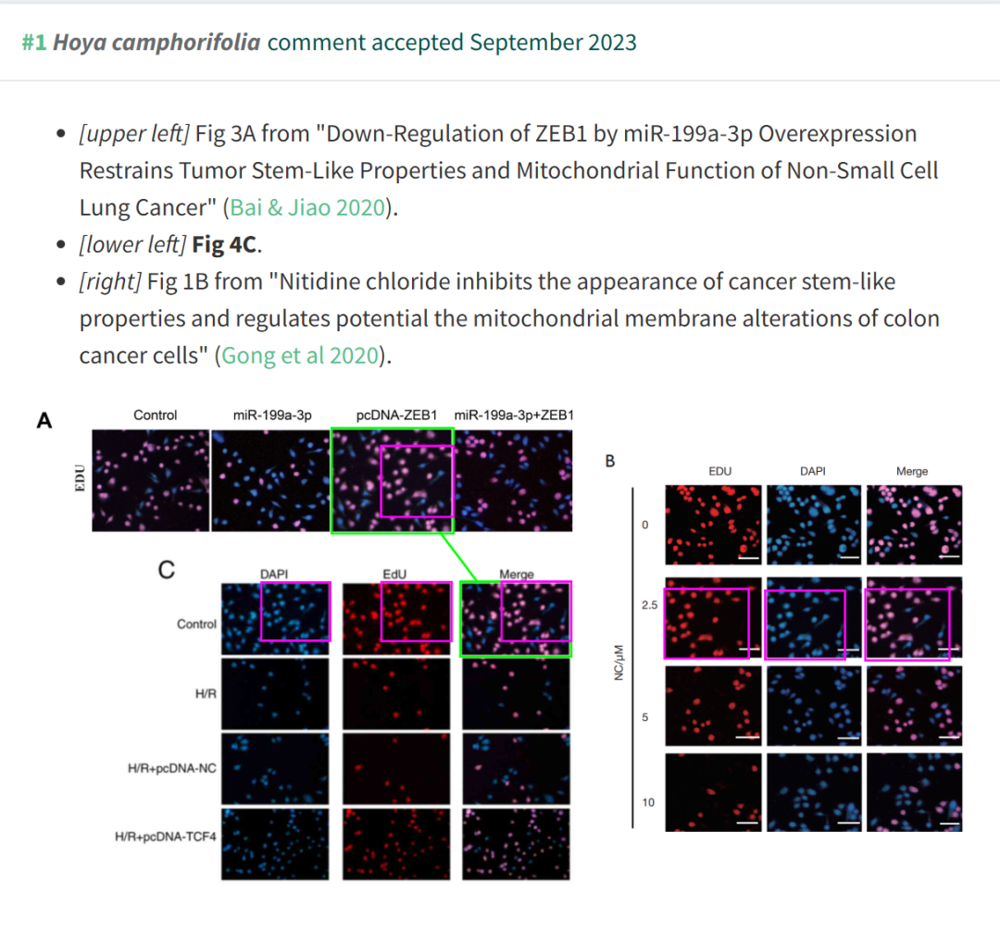 #1 Hoya camphorifolia comment accepted September 2023
[upper left] Fig 3A from "Down-Regulation of ZEB1 by miR-199a-3p Overexpression
Restrains Tumor Stem-Like Properties and Mitochondrial Function of Non-Small Cell
Lung Cancer" (Bai & Jiao 2020).
[lower left] Fig 4C.
[right] Fig 1B from "Nitidine chloride inhibits the appearance of cancer stem-like
properties and regulates potential the mitochondrial membrane alterations of colon
cancer cells" (Gong et al 2020).
A
Control miR-199a-3p pcDNA-ZEB1 miR-199a-3p+ZEB1
EDU
C
DAPI EdU Merge
Control
H/R
H/R+pcDNA-NC
H/R+pcDNA-TCF4
B
EDU DAPI Merge
0
2.5
5
10
NC/μM